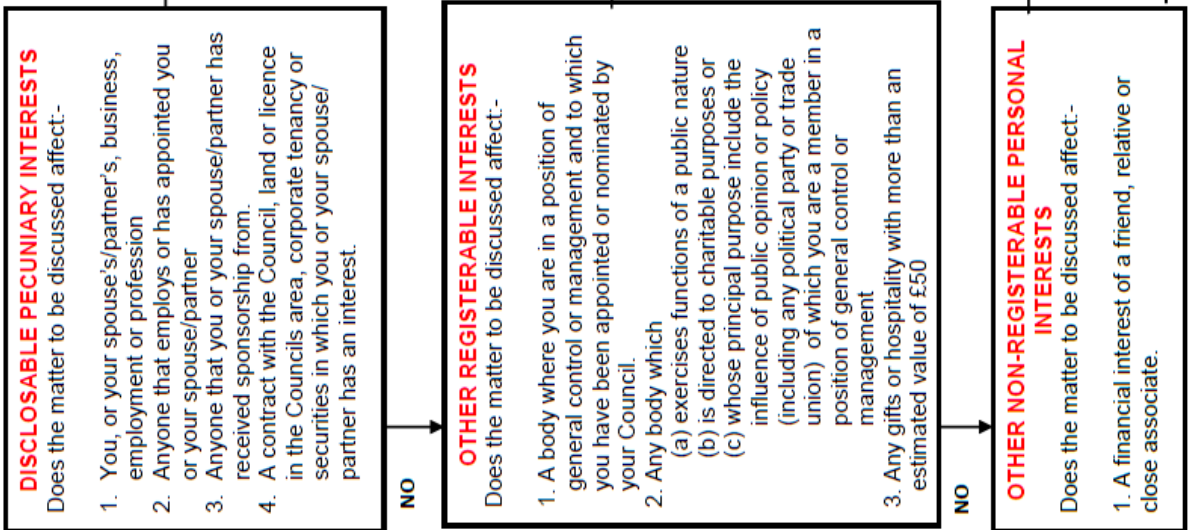 DISCLOSABLE PECUNIARY INTERESTS
Does the matter to be discussed affect:-
1. You, or your spouse's/partner's, business,
employment or profession
2. Anyone that employs or has appointed you
or your spouse/partner
3. Anyone that you or your spouse/partner has
received sponsorship from.
4. A contract with the Council, land or licence
in the Councils area, corporate tenancy or
securities in which you or your spouse/
partner has an interest.
NO
OTHER REGISTERABLE INTERESTS
Does the matter to be discussed affect:-
1. A body where you are in a position of
general control or management and to which
you have been appointed or nominated by
your Council.
2. Any body which
(a) exercises functions of a public nature
(b) is directed to charitable purposes or
(c) whose principal purpose include the
influence of public opinion or policy
(including any political party or trade
union) of which you are a member in a
position of general control or
management
3. Any gifts or hospitality with more than an
estimated value of £50
NO
OTHER NON-REGISTERABLE PERSONAL
INTERESTS
Does the matter to be discussed affect:-
1. A financial interest of a friend, relative or
close associate.